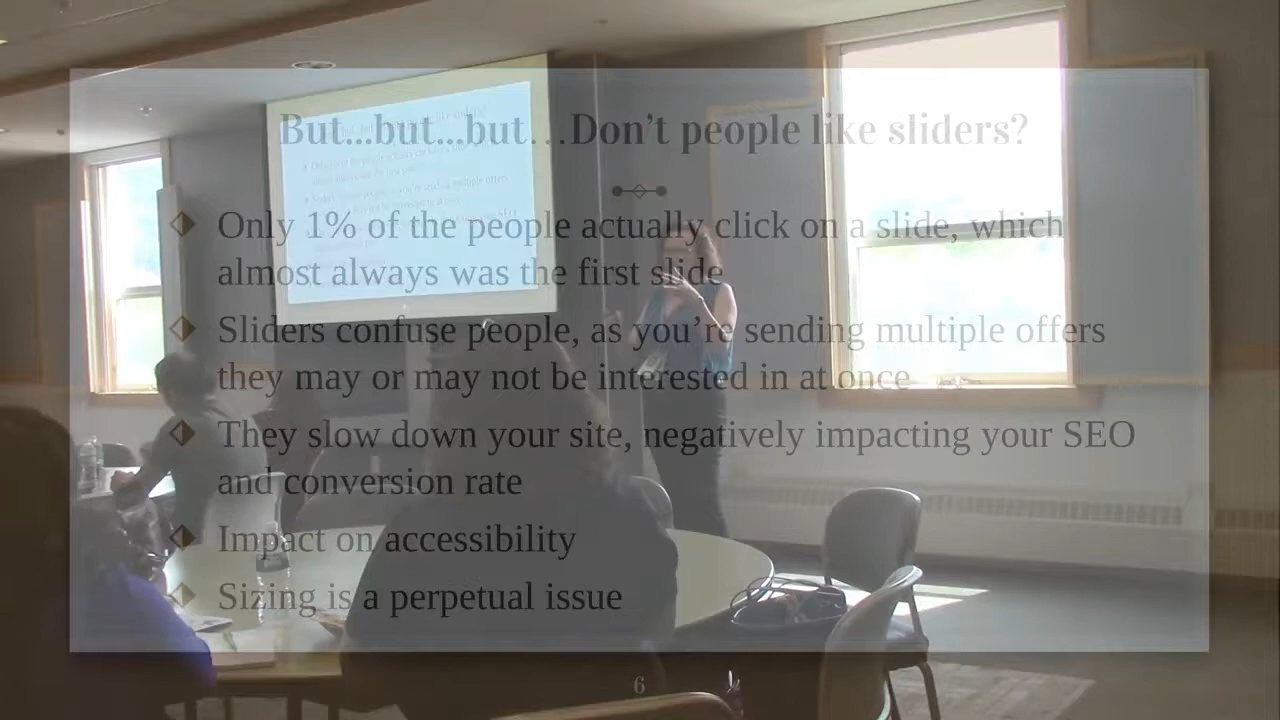 But...but...but…Don’t people like sliders?
Only 1% of the people actually click on a slide, which
almost always was the first slide
Sliders confuse people, as you’re sending multiple offers
they may or may not be interested in at once
They slow down your site, negatively impacting your SEO
and conversion rate
Impact on accessibility
Sizing is a perpetual issue
6